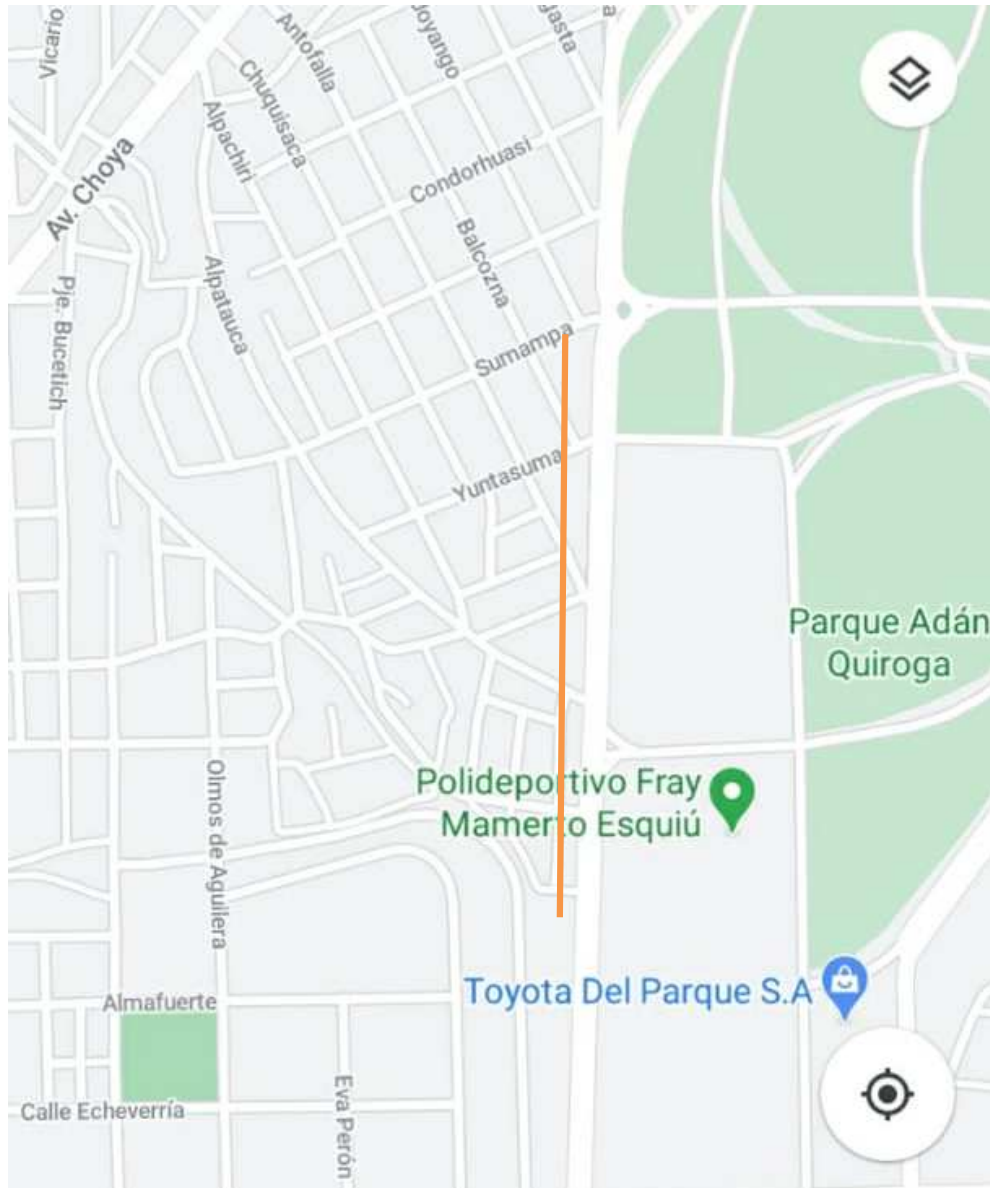 Vicario
Antofalla
Chuquisaca
Alpachiri
Condorhuasi
Av. Choya
Balcozna
Alpatauca
Pje. Bucetich
Sumampa
Yuntasuma
Parque Adán
Quiroga
Polideportivo Fray
Mamerto Esquiú
Olmos de Aguilera
Toyota Del Parque S.A
Almafuerte
Eva Perón
Calle Echeverría